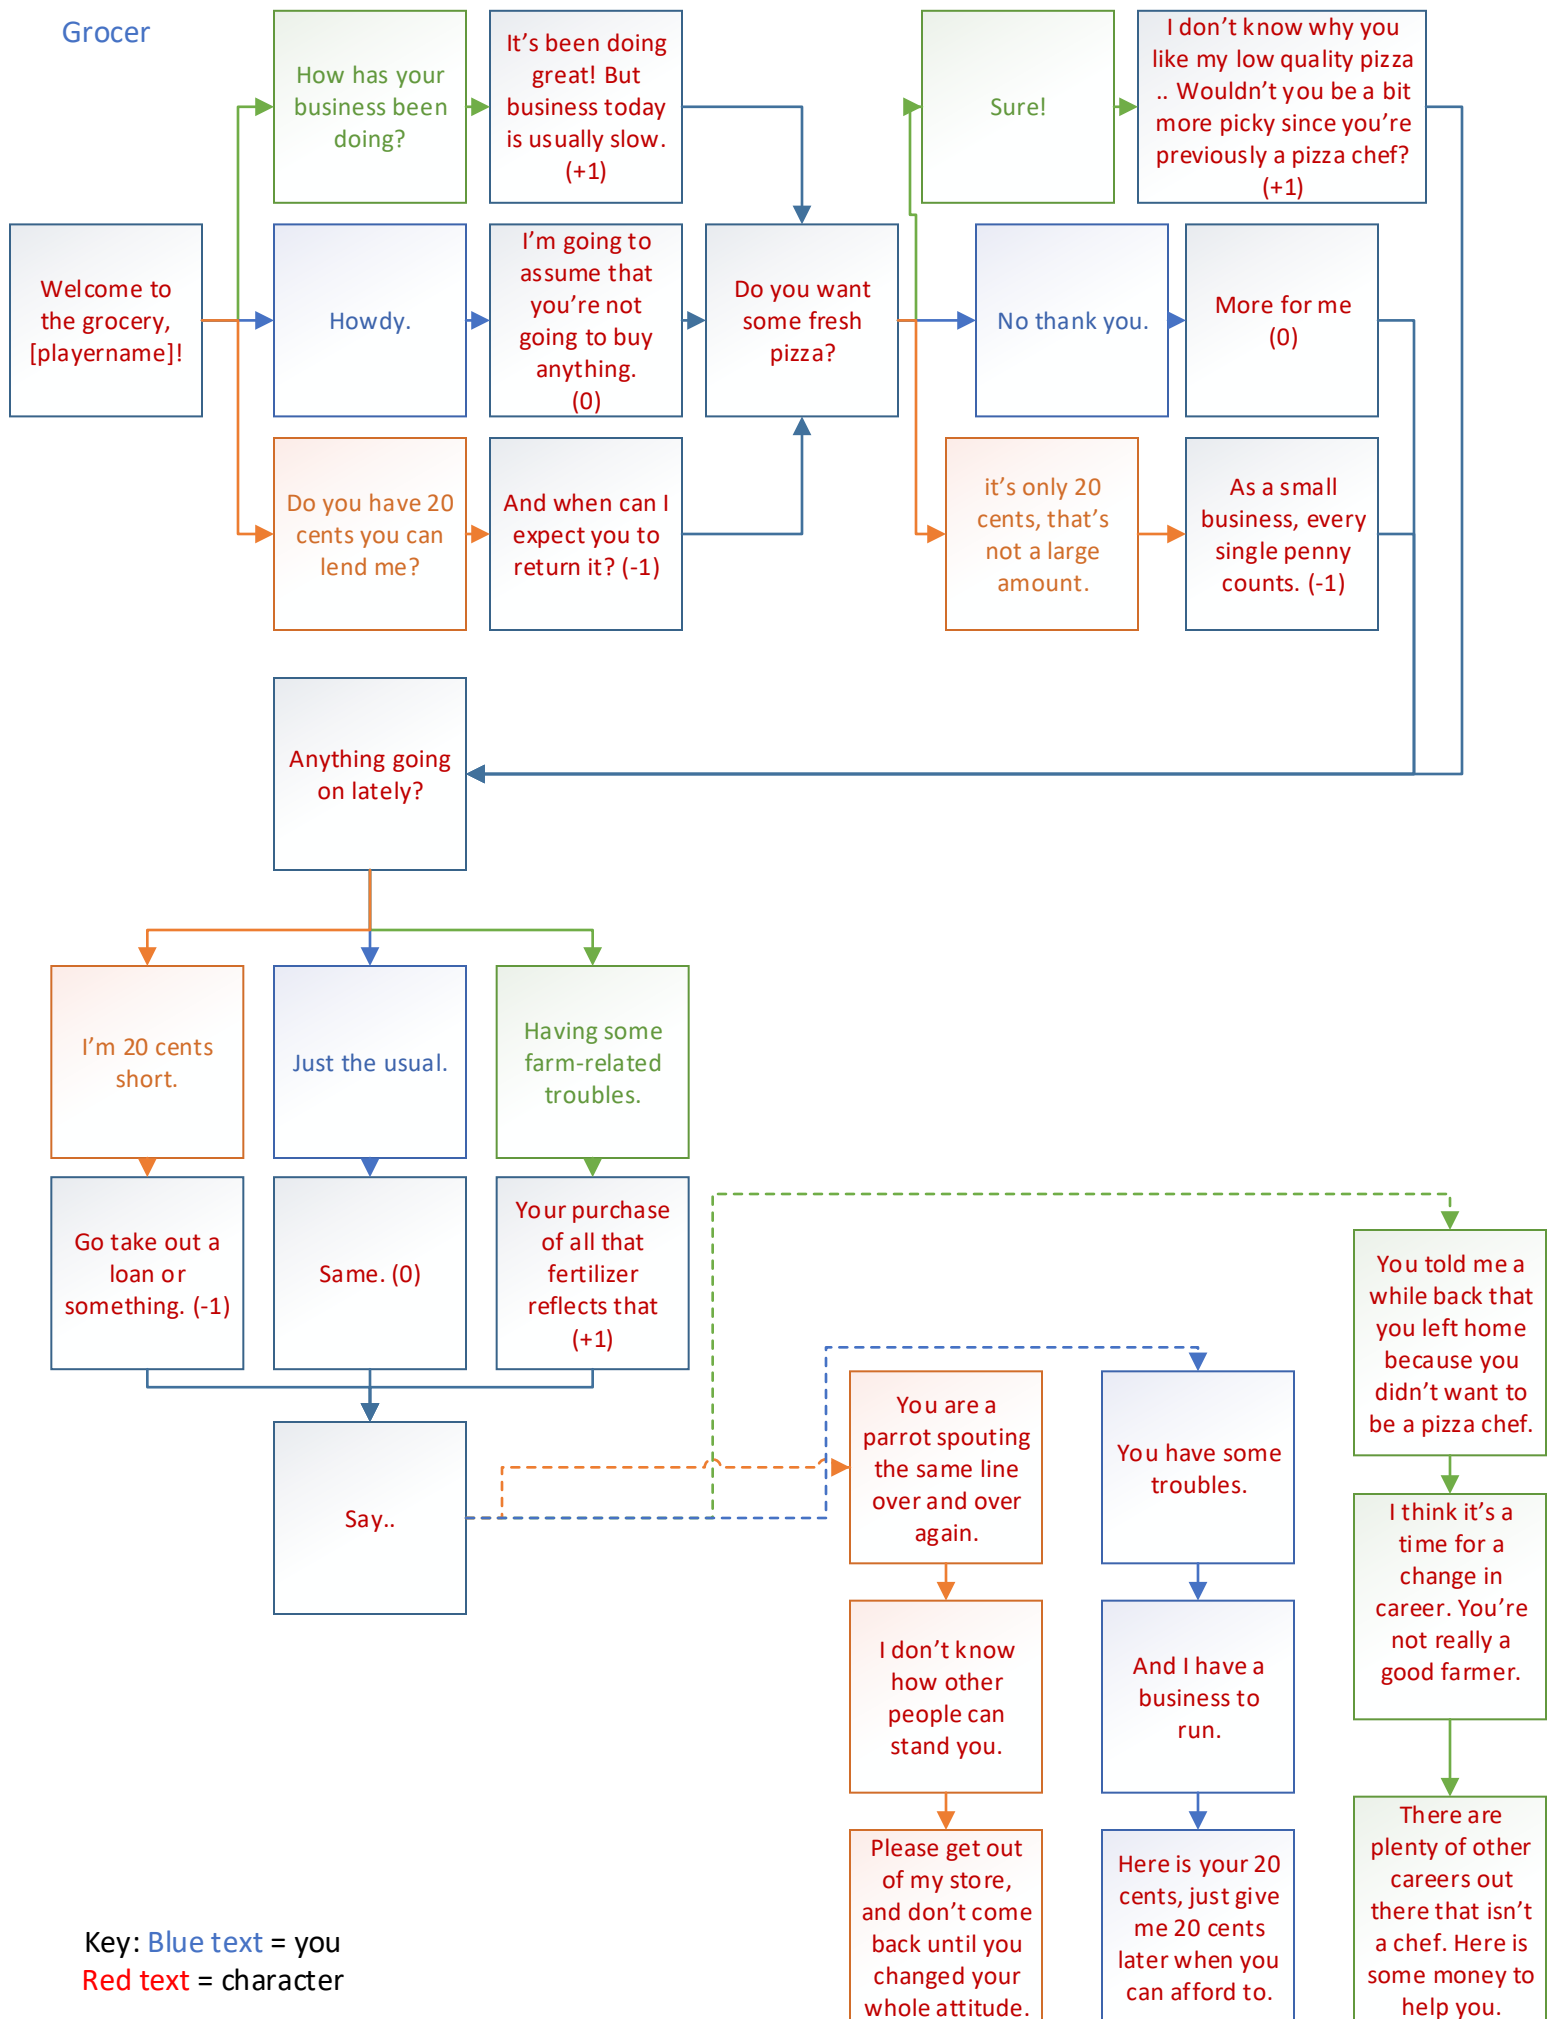 Grocer
How has your
business been
doing?
It’s been doing
great! But
business today
is usually slow.
(+1)
Sure!
I don’t know why you
like my low quality pizza
.. Wouldn’t you be a bit
more picky since you’re
previously a pizza chef?
(+1)
Welcome to
the grocery,
[playername]!
Howdy.
I’m going to
assume that
you’re not
going to buy
anything.
(0)
Do you want
some fresh
pizza?
No thank you.
More for me
(0)
Do you have 20
cents you can
lend me?
And when can I
expect you to
return it? (-1)
it’s only 20
cents, that’s
not a large
amount.
As a small
business, every
single penny
counts. (-1)
Anything going
on lately?
I’m 20 cents
short.
Just the usual.
Having some
farm-related
troubles.
Go take out a
loan or
something. (-1)
Same. (0)
Your purchase
of all that
fertilizer
reflects that
(+1)
Say..
You are a
parrot spouting
the same line
over and over
again.
You have some
troubles.
You told me a
while back that
you left home
because you
didn’t want to
be a pizza chef.
I don’t know
how other
people can
stand you.
And I have a
business to
run.
I think it’s a
time for a
change in
career. You’re
not really a
good farmer.
Please get out
of my store,
and don’t come
back until you
changed your
whole attitude.
Here is your 20
cents, just give
me 20 cents
later when you
can afford to.
There are
plenty of other
careers out
there that isn’t
a chef. Here is
some money to
help you.
Key: Blue text = you
Red text = character